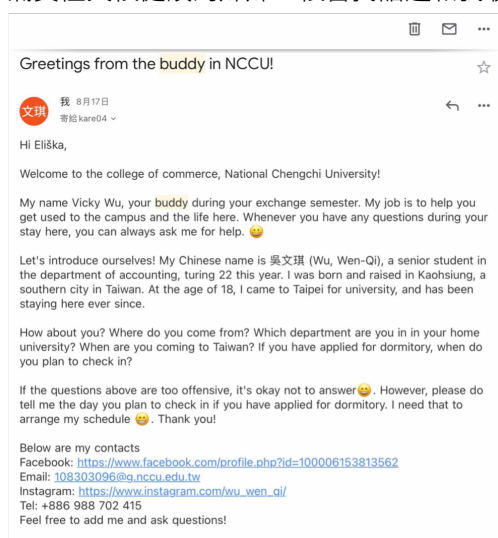 Greetings from the buddy in NCCU!
文琪
我 8月17日
寄給 kare04
Hi Eliška,
Welcome to the college of commerce, National Chengchi University!
My name Vicky Wu, your buddy during your exchange semester. My job is to help you
get used to the campus and the life here. Whenever you have any questions during your
stay here, you can always ask me for help. 😀
Let's introduce ourselves! My Chinese name is 吳文琪 (Wu, Wen-Qi), a senior student in
the department of accounting, turing 22 this year. I was born and raised in Kaohsiung, a
southern city in Taiwan. At the age of 18, I came to Taipei for university, and has been
staying here ever since.
How about you? Where do you come from? Which department are you in in your home
university? When are you coming to Taiwan? If you have applied for dormitory, when do
you plan to check in?
If the questions above are too offensive, it's okay not to answer😀. However, please do
tell me the day you plan to check in if you have applied for dormitory. I need that to
arrange my schedule 😁. Thank you!
Below are my contacts
Facebook: https://www.facebook.com/profile.php?id=100006153813562
Email: 108303096@g.nccu.edu.tw
Instagram: https://www.instagram.com/wu_wen_qi/
Tel: +886 988 702 415
Feel free to add me and ask questions!